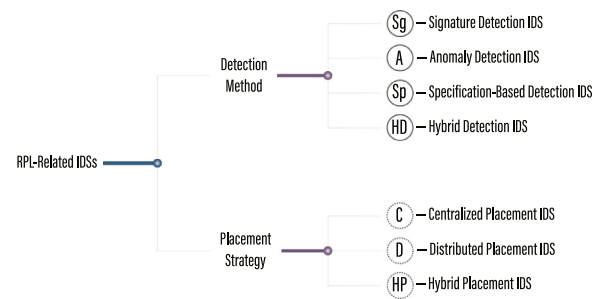 RPL-Related IDSs
Detection
Method
Sg – Signature Detection IDS
A – Anomaly Detection IDS
Sp – Specification-Based Detection IDS
HD – Hybrid Detection IDS
Placement
Strategy
C – Centralized Placement IDS
D – Distributed Placement IDS
HP – Hybrid Placement IDS